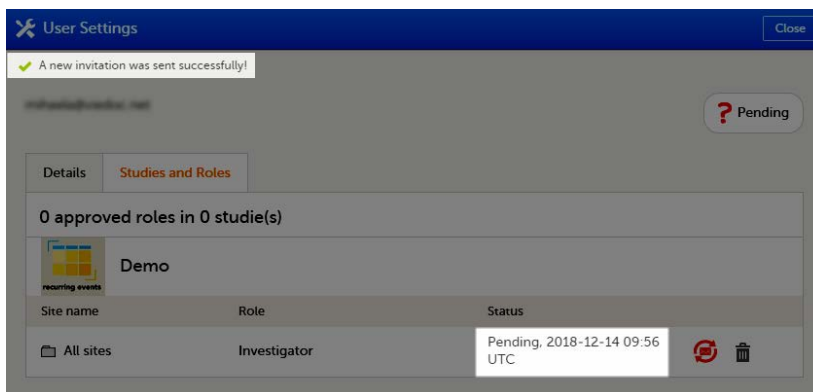 User Settings
Close
A new invitation was sent successfully!
Pending
Details
Studies and Roles
0 approved roles in 0 studie(s)
recurring events
Demo
Site name
Role
Status
All sites
Investigator
Pending, 2018-12-14 09:56
UTC